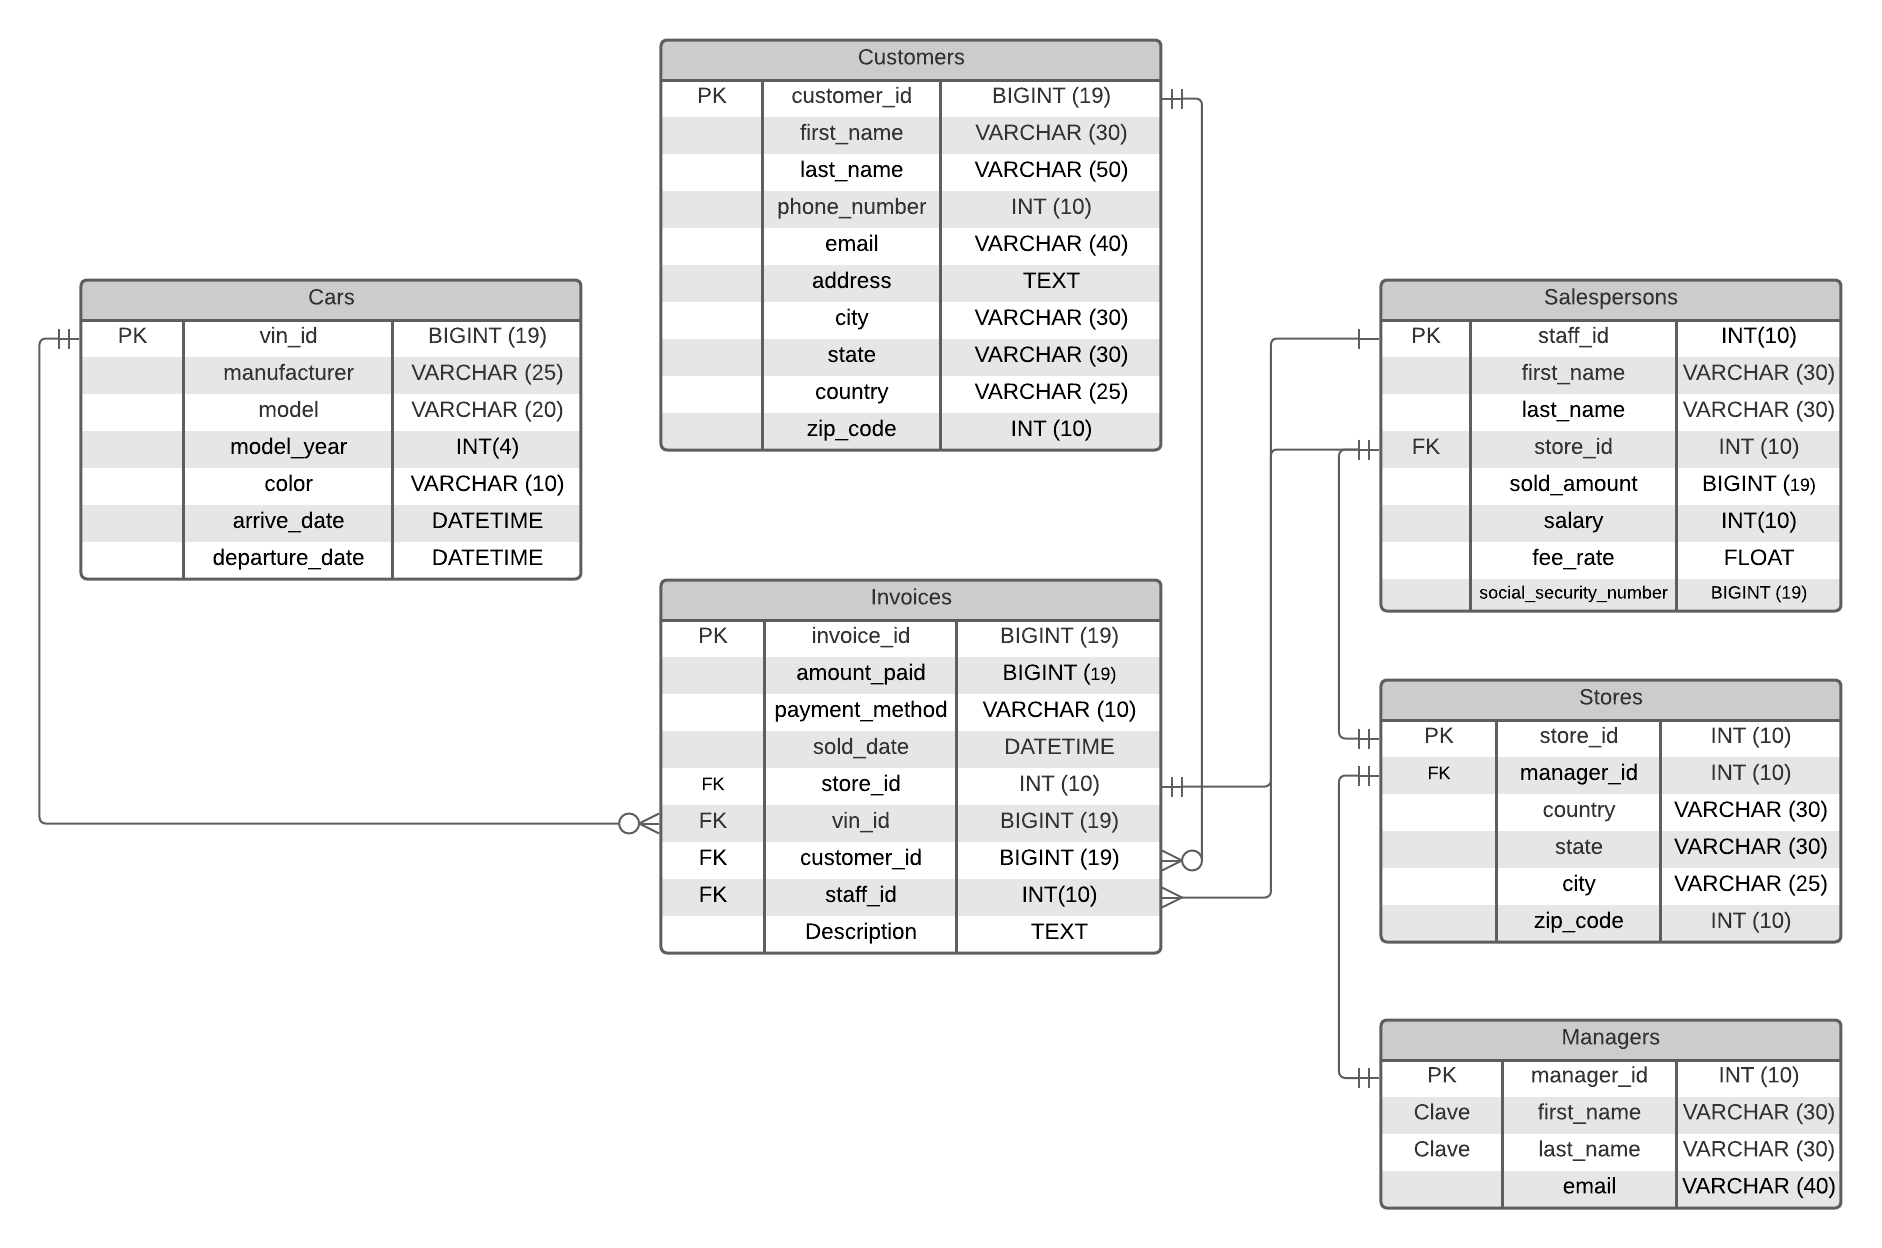 Customers
PK customer_id BIGINT (19)
first_name VARCHAR (30)
last_name VARCHAR (50)
phone_number INT (10)
email VARCHAR (40)
address TEXT
city VARCHAR (30)
state VARCHAR (30)
country VARCHAR (25)
zip_code INT (10)
Cars
PK vin_id BIGINT (19)
manufacturer VARCHAR (25)
model VARCHAR (20)
model_year INT(4)
color VARCHAR (10)
arrive_date DATETIME
departure_date DATETIME
Invoices
PK invoice_id BIGINT (19)
amount_paid BIGINT (19)
payment_method VARCHAR (10)
sold_date DATETIME
FK store_id INT (10)
FK vin_id BIGINT (19)
FK customer_id BIGINT (19)
FK staff_id INT(10)
Description TEXT
Salespersons
PK staff_id INT(10)
first_name VARCHAR (30)
last_name VARCHAR (30)
FK store_id INT (10)
sold_amount BIGINT (19)
salary INT(10)
fee_rate FLOAT
social_security_number BIGINT (19)
Stores
PK store_id INT (10)
FK manager_id INT (10)
country VARCHAR (30)
state VARCHAR (30)
city VARCHAR (25)
zip_code INT (10)
Managers
PK manager_id INT (10)
Clave first_name VARCHAR (30)
Clave last_name VARCHAR (30)
email VARCHAR (40)